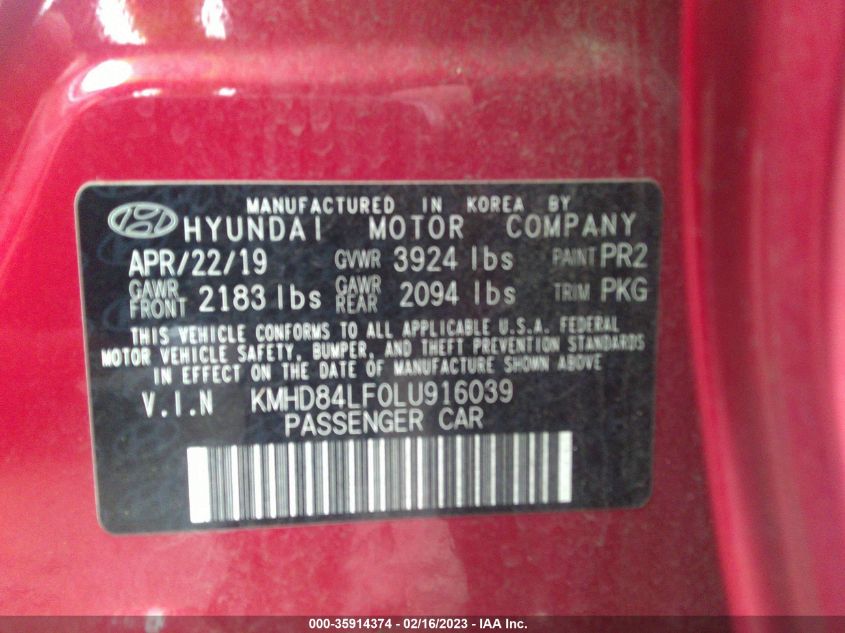 MANUFACTURED IN KOREA BY
HYUNDAI MOTOR COMPANY
APR/22/19 GVWR 3924 lbs PAINT PR2
GAWR FRONT 2183 lbs GAWR REAR 2094 lbs TRIM PKG
THIS VEHICLE CONFORMS TO ALL APPLICABLE U.S.A. FEDERAL
MOTOR VEHICLE SAFETY, BUMPER, AND THEFT PREVENTION STANDARDS
IN EFFECT ON THE DATE OF MANUFACTURE SHOWN ABOVE
V.I.N KMHD84LF0LU916039
PASSENGER CAR
000-35914374 - 02/16/2023 - IAA Inc.